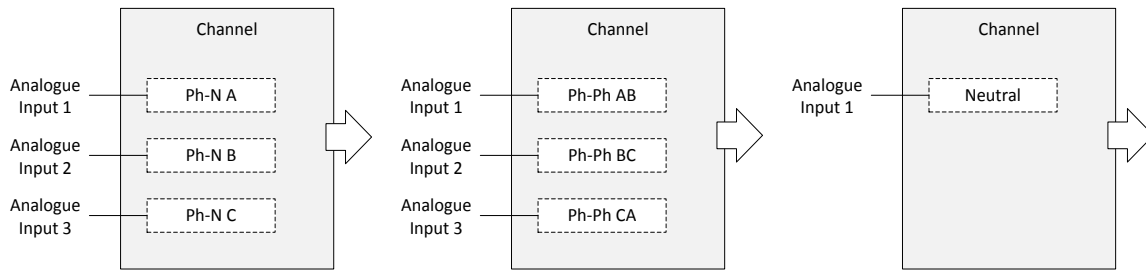 Channel
Analogue
Input 1
Ph-N A
Analogue
Input 2
Ph-N B
Analogue
Input 3
Ph-N C
Channel
Analogue
Input 1
Ph-Ph AB
Analogue
Input 2
Ph-Ph BC
Analogue
Input 3
Ph-Ph CA
Channel
Analogue
Input 1
Neutral